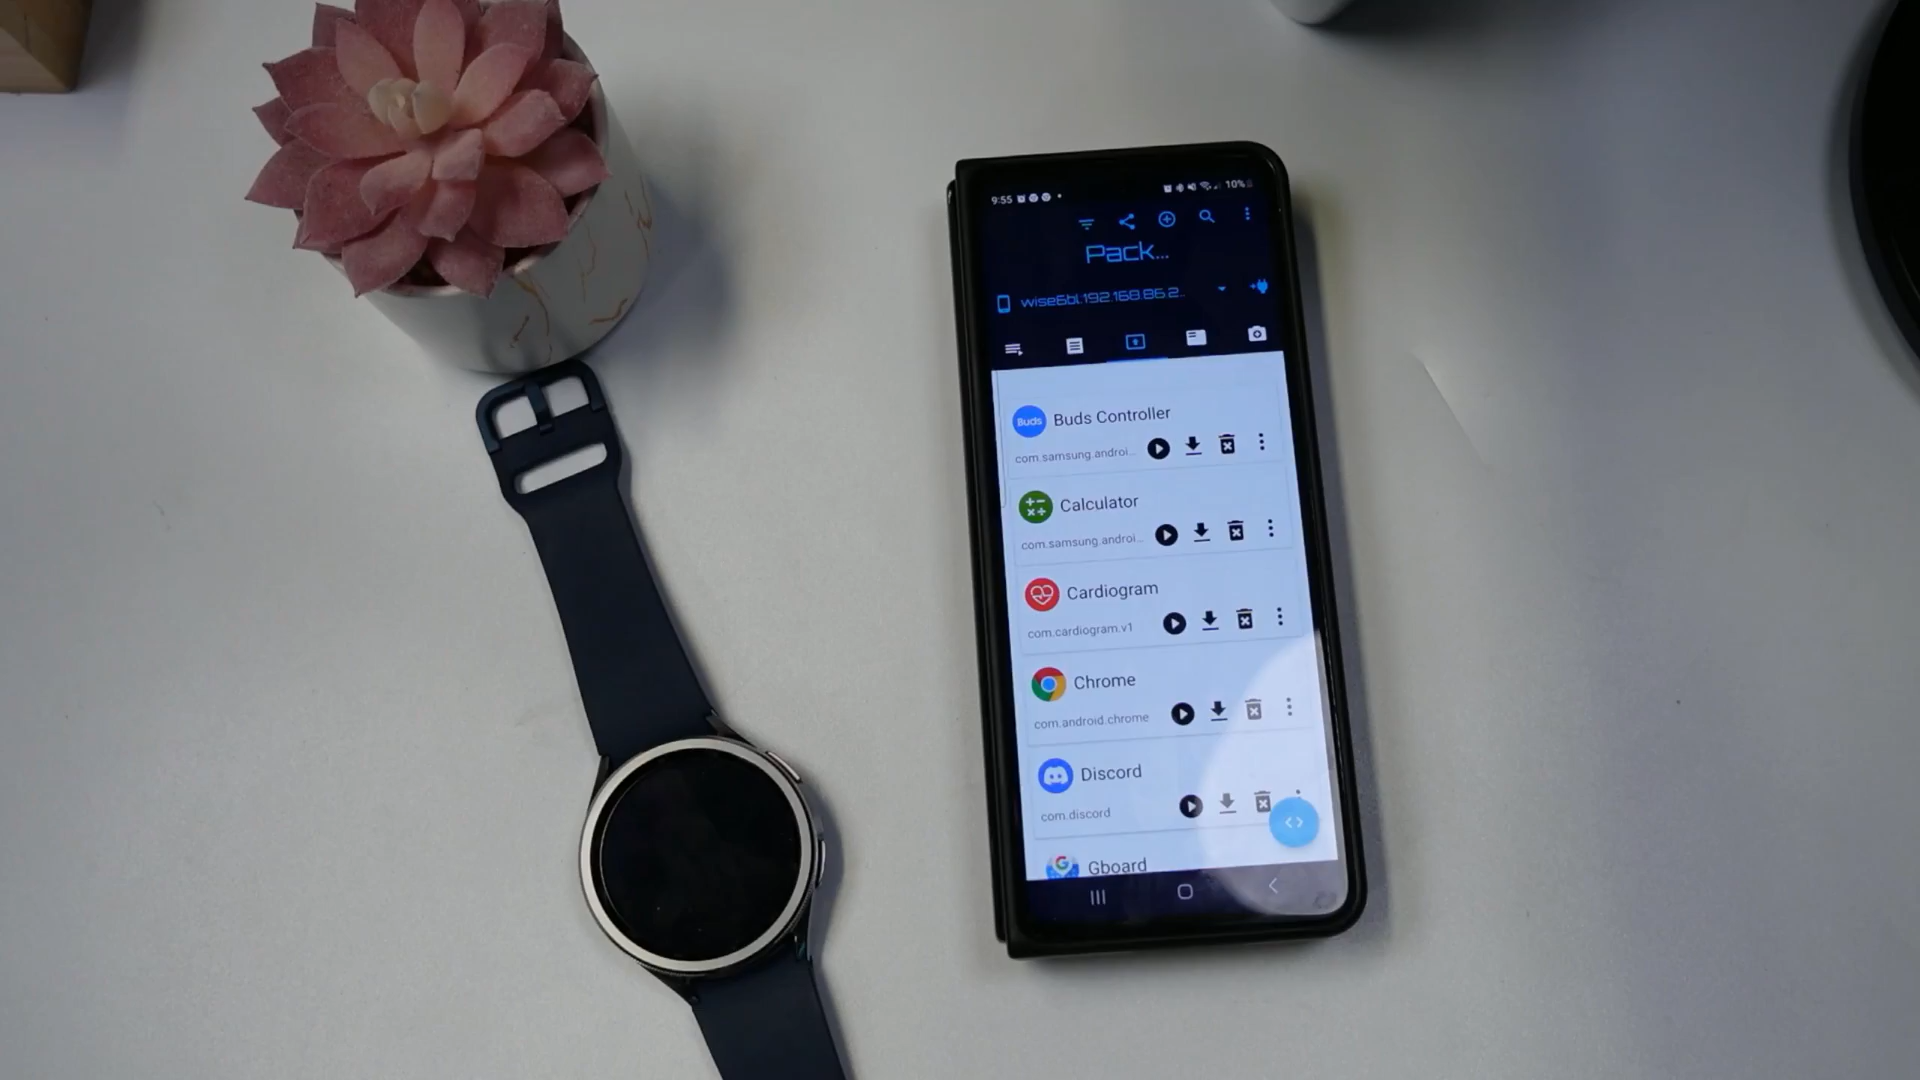 9:55
10%
Pack...
wise6bl.192.168.86.2..
Buds
Buds Controller
com.samsung.androi...
Calculator
com.samsung.androi...
Cardiogram
com.cardiogram.v1
Chrome
com.android.chrome
Discord
com.discord
G
Gboard